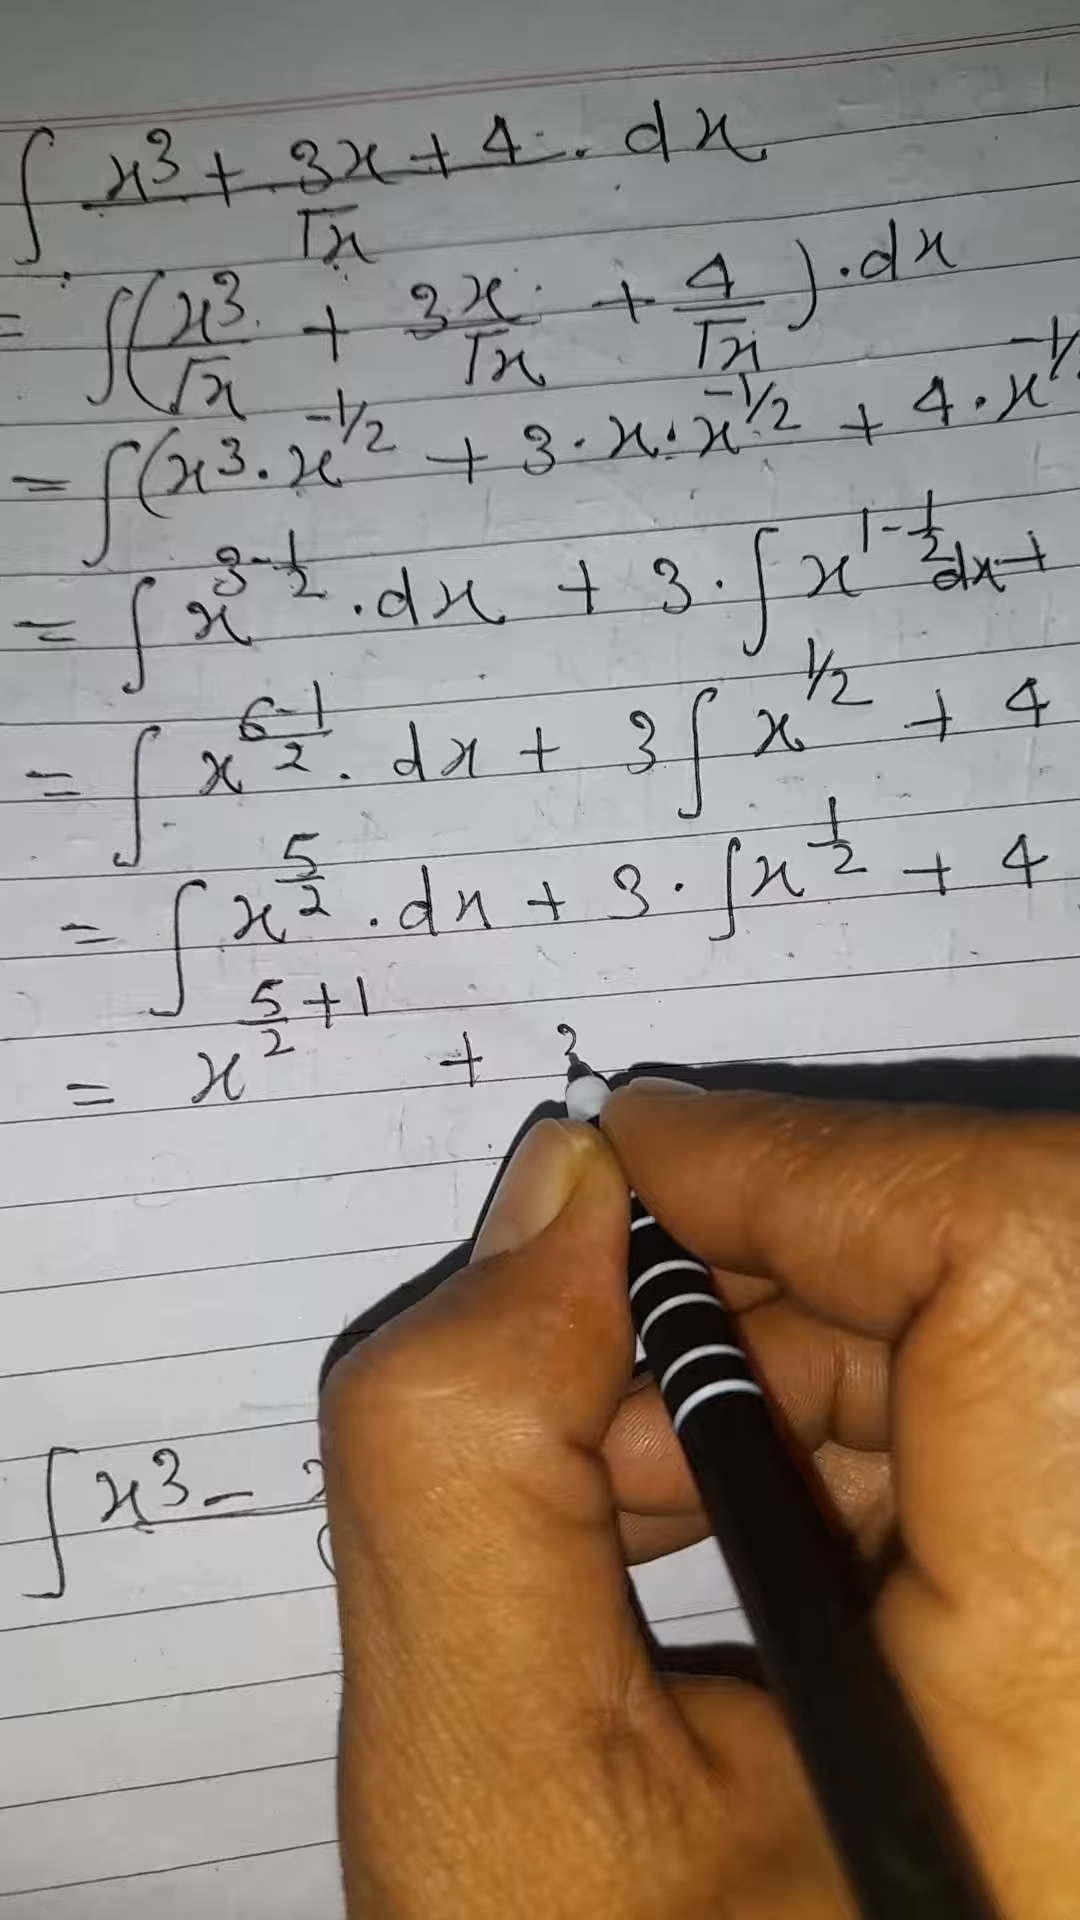 ∫ x³ + 3x + 4 / √x . dx
= ∫(x³/√x + 3x/√x + 4/√x).dx
= ∫(x³.x^-1/2 + 3.x.x^-1/2 + 4.x^-1/
= ∫ x^3-1/2 .dx + 3.∫ x^1-1/2 dx+
= ∫ x^6-1/2 . dx + 3∫ x^1/2 + 4
= ∫ x^5/2 .dx + 3.∫x^1/2 + 4
= x^5/2+1 +
∫ x³ -